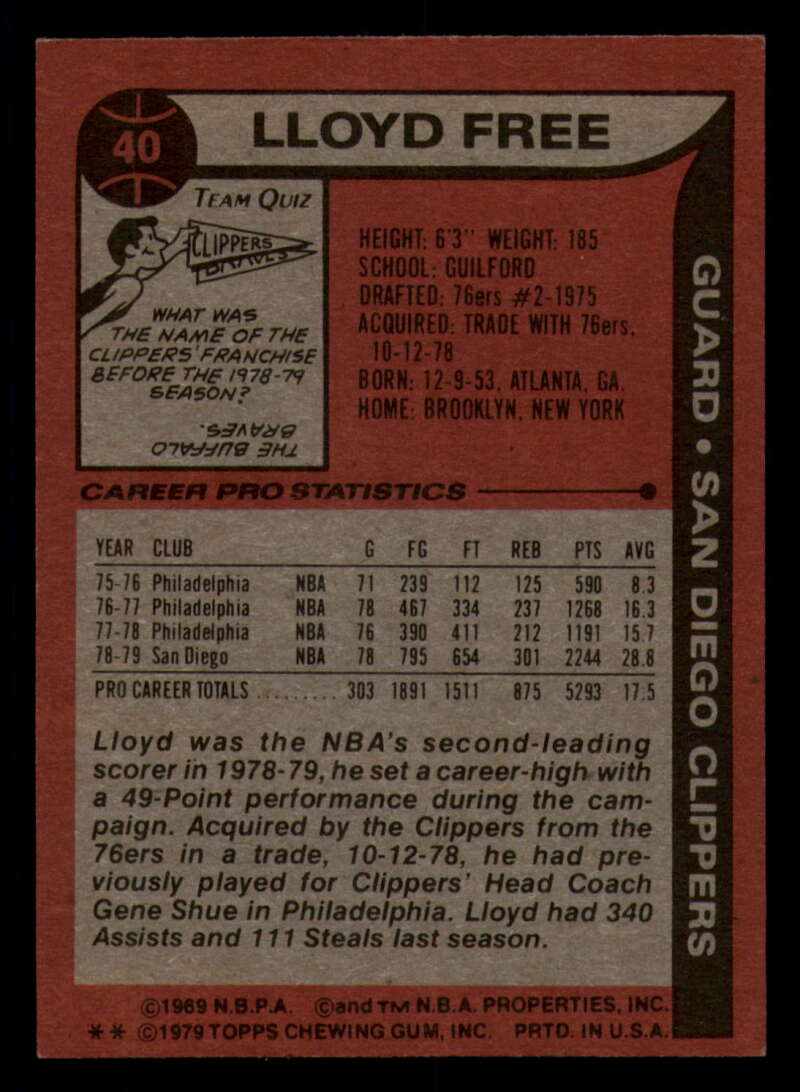 40
LLOYD FREE
TEAM QUIZ
CLIPPERS
BRAVES
WHAT WAS
THE NAME OF THE
CLIPPERS' FRANCHISE
BEFORE THE 1978-79
SEASON?
THE BUFFALO
BRAVES.
HEIGHT: 6'3" WEIGHT: 185
SCHOOL: GUILFORD
DRAFTED: 76ers #2-1975
ACQUIRED: TRADE WITH 76ers,
10-12-78
BORN: 12-9-53, ATLANTA, GA.
HOME: BROOKLYN, NEW YORK
GUARD • SAN DIEGO CLIPPERS
CAREER PRO STATISTICS
YEAR CLUB G FG FT REB PTS AVG
75-76 Philadelphia NBA 71 239 112 125 590 8.3
76-77 Philadelphia NBA 78 467 334 237 1268 16.3
77-78 Philadelphia NBA 76 390 411 212 1191 15.7
78-79 San Diego NBA 78 795 654 301 2244 28.8
PRO CAREER TOTALS .......... 303 1891 1511 875 5293 17.5
Lloyd was the NBA's second-leading
scorer in 1978-79, he set a career-high with
a 49-Point performance during the cam-
paign. Acquired by the Clippers from the
76ers in a trade, 10-12-78, he had pre-
viously played for Clippers' Head Coach
Gene Shue in Philadelphia. Lloyd had 340
Assists and 111 Steals last season.
©1969 N.B.P.A. ©and TM N.B.A. PROPERTIES, INC.
** ©1979 TOPPS CHEWING GUM, INC. PRTD. IN U.S.A.